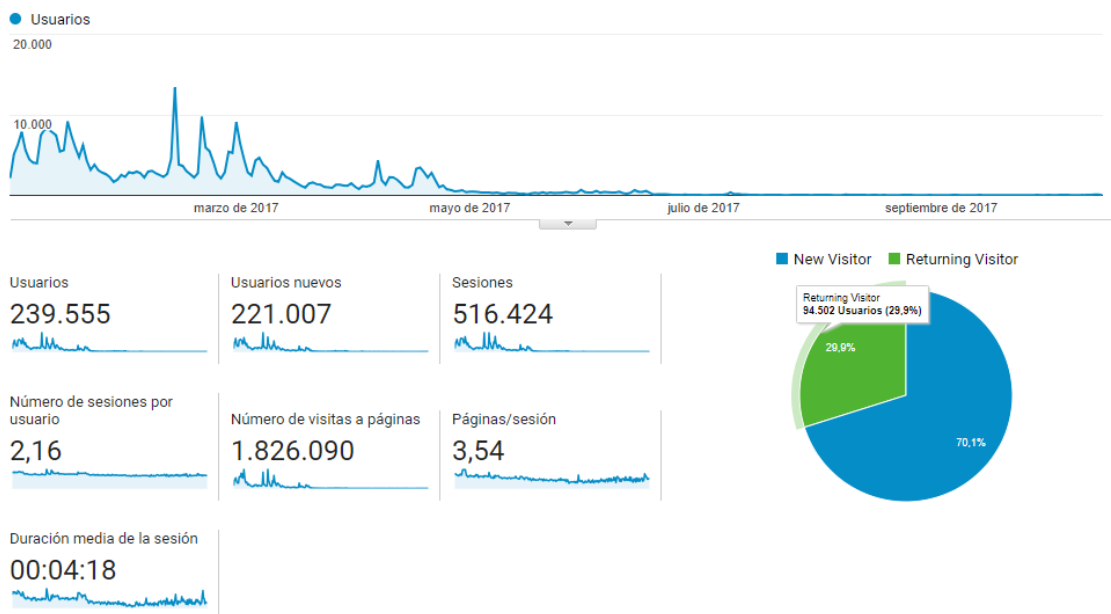 Usuarios
20.000
10.000
marzo de 2017
mayo de 2017
julio de 2017
septiembre de 2017
New Visitor
Returning Visitor
Usuarios
239.555
Usuarios nuevos
221.007
Sesiones
516.424
Returning Visitor
94.502 Usuarios (29,9%)
29,9%
70,1%
Número de sesiones por
usuario
2,16
Número de visitas a páginas
1.826.090
Páginas/sesión
3,54
Duración media de la sesión
00:04:18